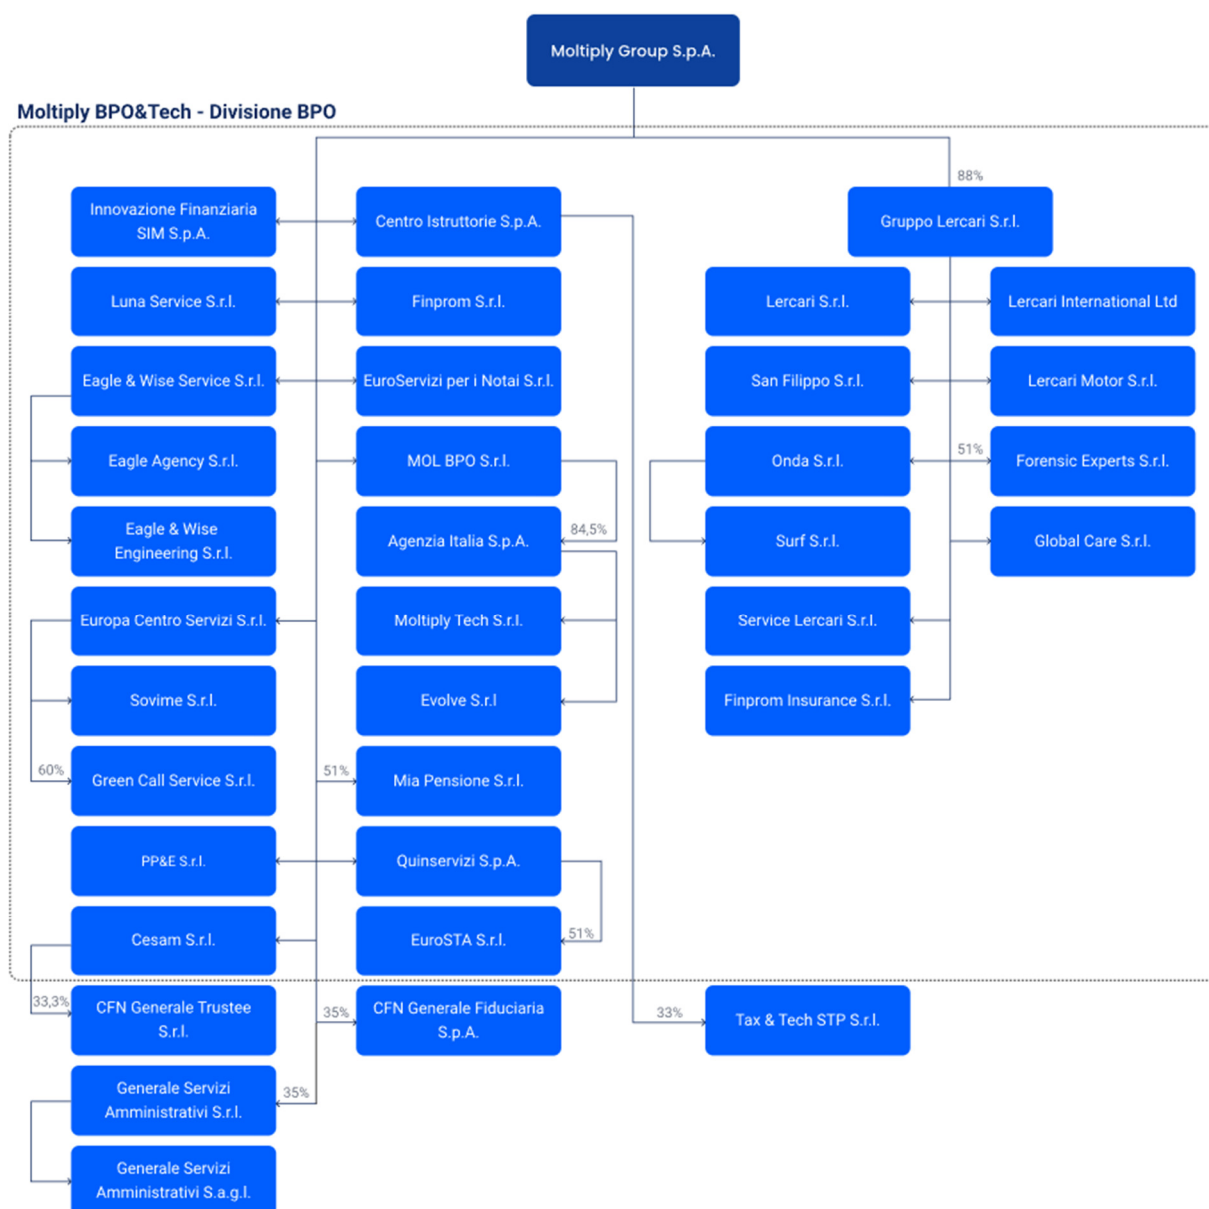 Moltiply Group S.p.A.
Moltiply BPO&Tech - Divisione BPO
88%
Innovazione Finanziaria
SIM S.p.A.
Centro Istruttorie S.p.A.
Gruppo Lercari S.r.l.
Luna Service S.r.l.
Finprom S.r.l.
Lercari S.r.l.
Lercari International Ltd
Eagle & Wise Service S.r.l.
EuroServizi per i Notai S.r.l.
San Filippo S.r.l.
Lercari Motor S.r.l.
Eagle Agency S.r.l.
MOL BPO S.r.l.
Onda S.r.l.
51%
Forensic Experts S.r.l.
Eagle & Wise
Engineering S.r.l.
Agenzia Italia S.p.A.
84,5%
Surf S.r.l.
Global Care S.r.l.
Europa Centro Servizi S.r.l.
Moltiply Tech S.r.l.
Service Lercari S.r.l.
Sovime S.r.l.
Evolve S.r.l
Finprom Insurance S.r.l.
60%
Green Call Service S.r.l.
51%
Mia Pensione S.r.l.
PP&E S.r.l.
Quinservizi S.p.A.
Cesam S.r.l.
EuroSTA S.r.l.
51%
33,3%
CFN Generale Trustee
S.r.l.
35%
CFN Generale Fiduciaria
S.p.A.
33%
Tax & Tech STP S.r.l.
Generale Servizi
Amministrativi S.r.l.
35%
Generale Servizi
Amministrativi S.a.g.l.